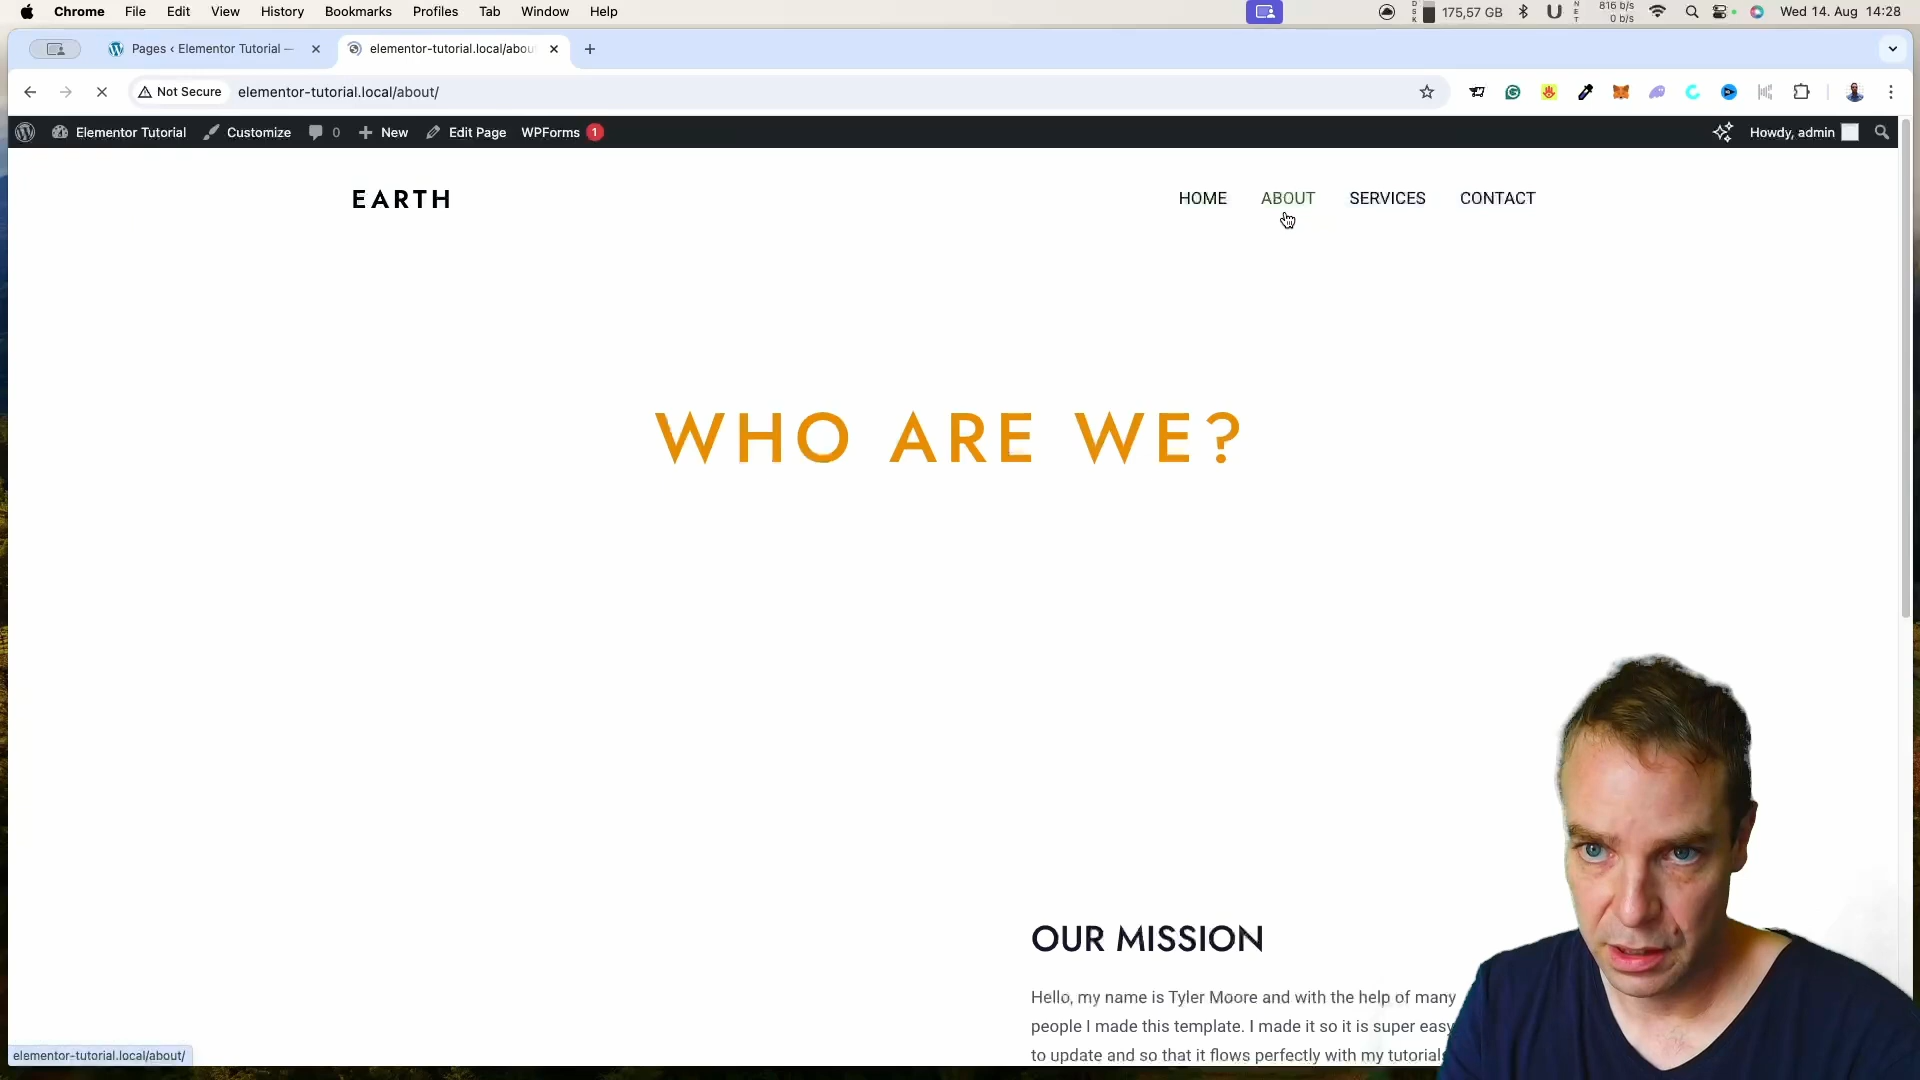 Chrome File Edit View History Bookmarks Profiles Tab Window Help 175,57 GB 816 b/s 0 b/s Wed 14. Aug 14:28
Pages ‹ Elementor Tutorial — elementor-tutorial.local/abou
Not Secure elementor-tutorial.local/about/
Elementor Tutorial Customize 0 New Edit Page WPForms 1 Howdy, admin
EARTH HOME ABOUT SERVICES CONTACT
WHO ARE WE?
OUR MISSION
Hello, my name is Tyler Moore and with the help of many
people I made this template. I made it so it is super easy
to update and so that it flows perfectly with my tutorials
elementor-tutorial.local/about/